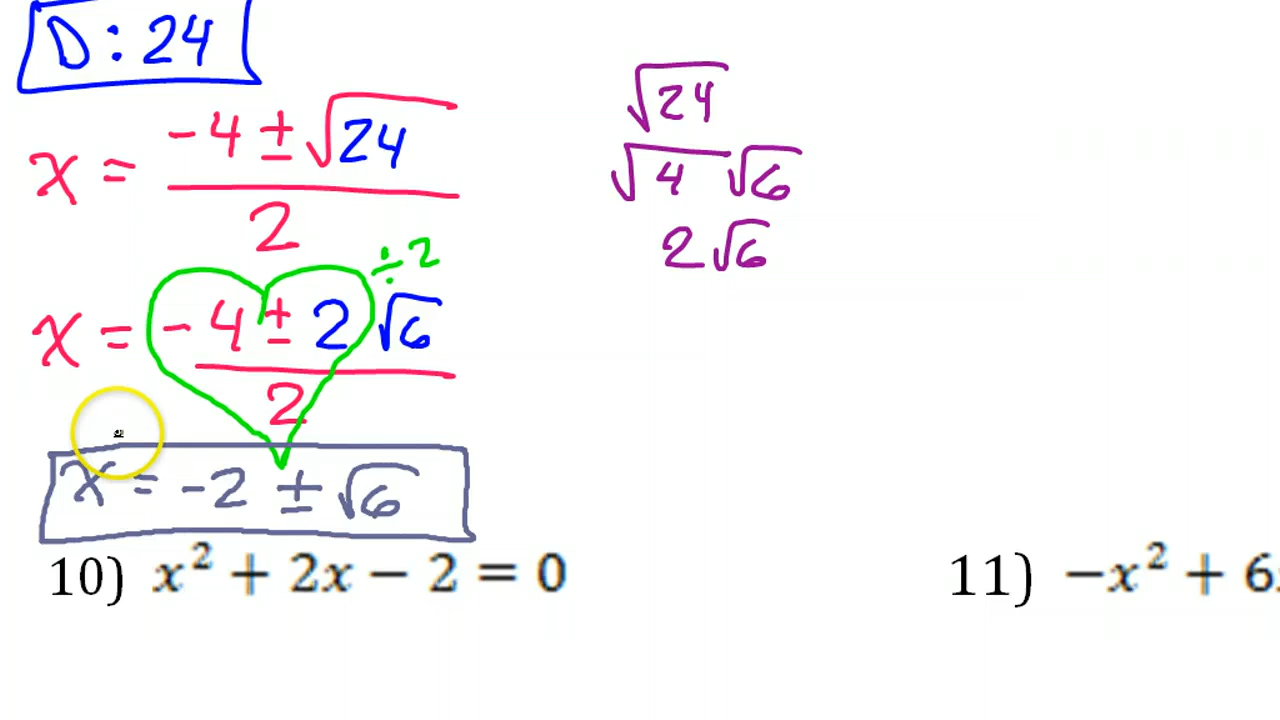 D: 24
x = -4 ± √24
2
√24
√4 √6
2√6
÷2
x = -4 ± 2√6
2
x = -2 ± √6
10) x² + 2x − 2 = 0
11) −x² + 6